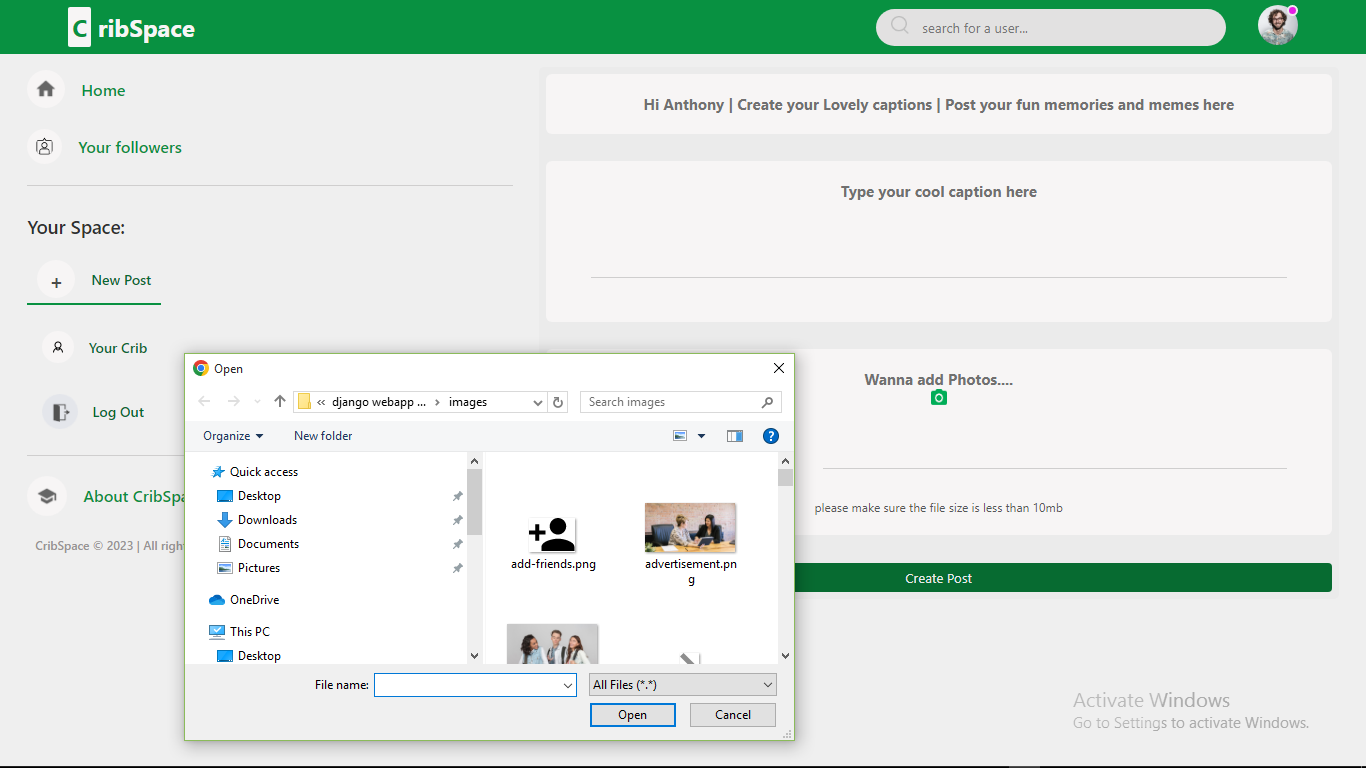 C ribSpace
search for a user...
Home
Your followers
Your Space:
+ New Post
Your Crib
Log Out
About CribSpa
CribSpace © 2023 | All righ
Hi Anthony | Create your Lovely captions | Post your fun memories and memes here
Type your cool caption here
Wanna add Photos....
please make sure the file size is less than 10mb
Create Post
Open
« django webapp ... › images
Search images
Organize
New folder
?
Quick access
Desktop
Downloads
Documents
Pictures
OneDrive
This PC
Desktop
add-friends.png
advertisement.pn
g
File name:
All Files (*.*)
Open
Cancel
Activate Windows
Go to Settings to activate Windows.